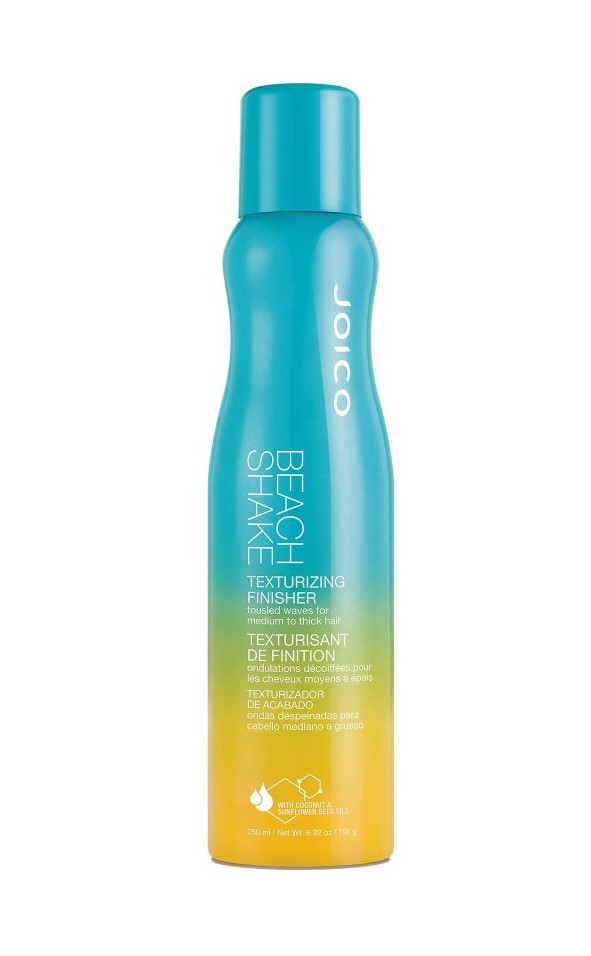 JOICO
BEACH
SHAKE
TEXTURIZING
FINISHER
tousled waves for
medium to thick hair
TEXTURISANT
DE FINITION
ondulations décoiffées pour
les cheveux moyens à épais
TEXTURIZADOR
DE ACABADO
ondas despeinadas para
cabello mediano a grueso
WITH COCONUT &
SUNFLOWER SEED OILS
250 ml / Net Wt. 6.92 oz / 196 g